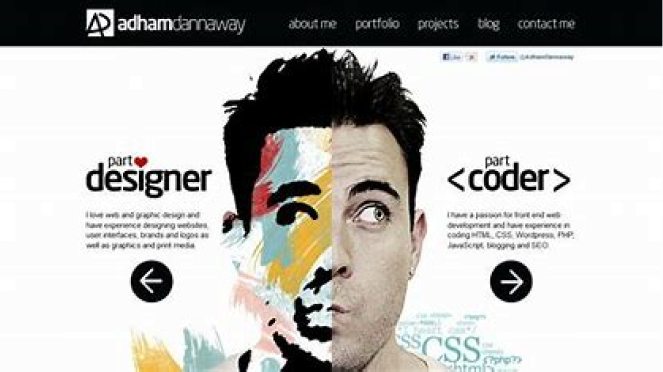 AD adhamdannaway
about me portfolio projects blog contact me
Like
Follow @AdhamDannaway
part
designer
I love web and graphic design and
have experience designing websites,
user interfaces, brands and logos as
well as graphics and print media.
part
<coder>
I have a passion for front end web
development and have experience in
coding HTML, CSS, Wordpress, PHP,
JavaScript, blogging and SEO.
css
CSS
<?php?>
html